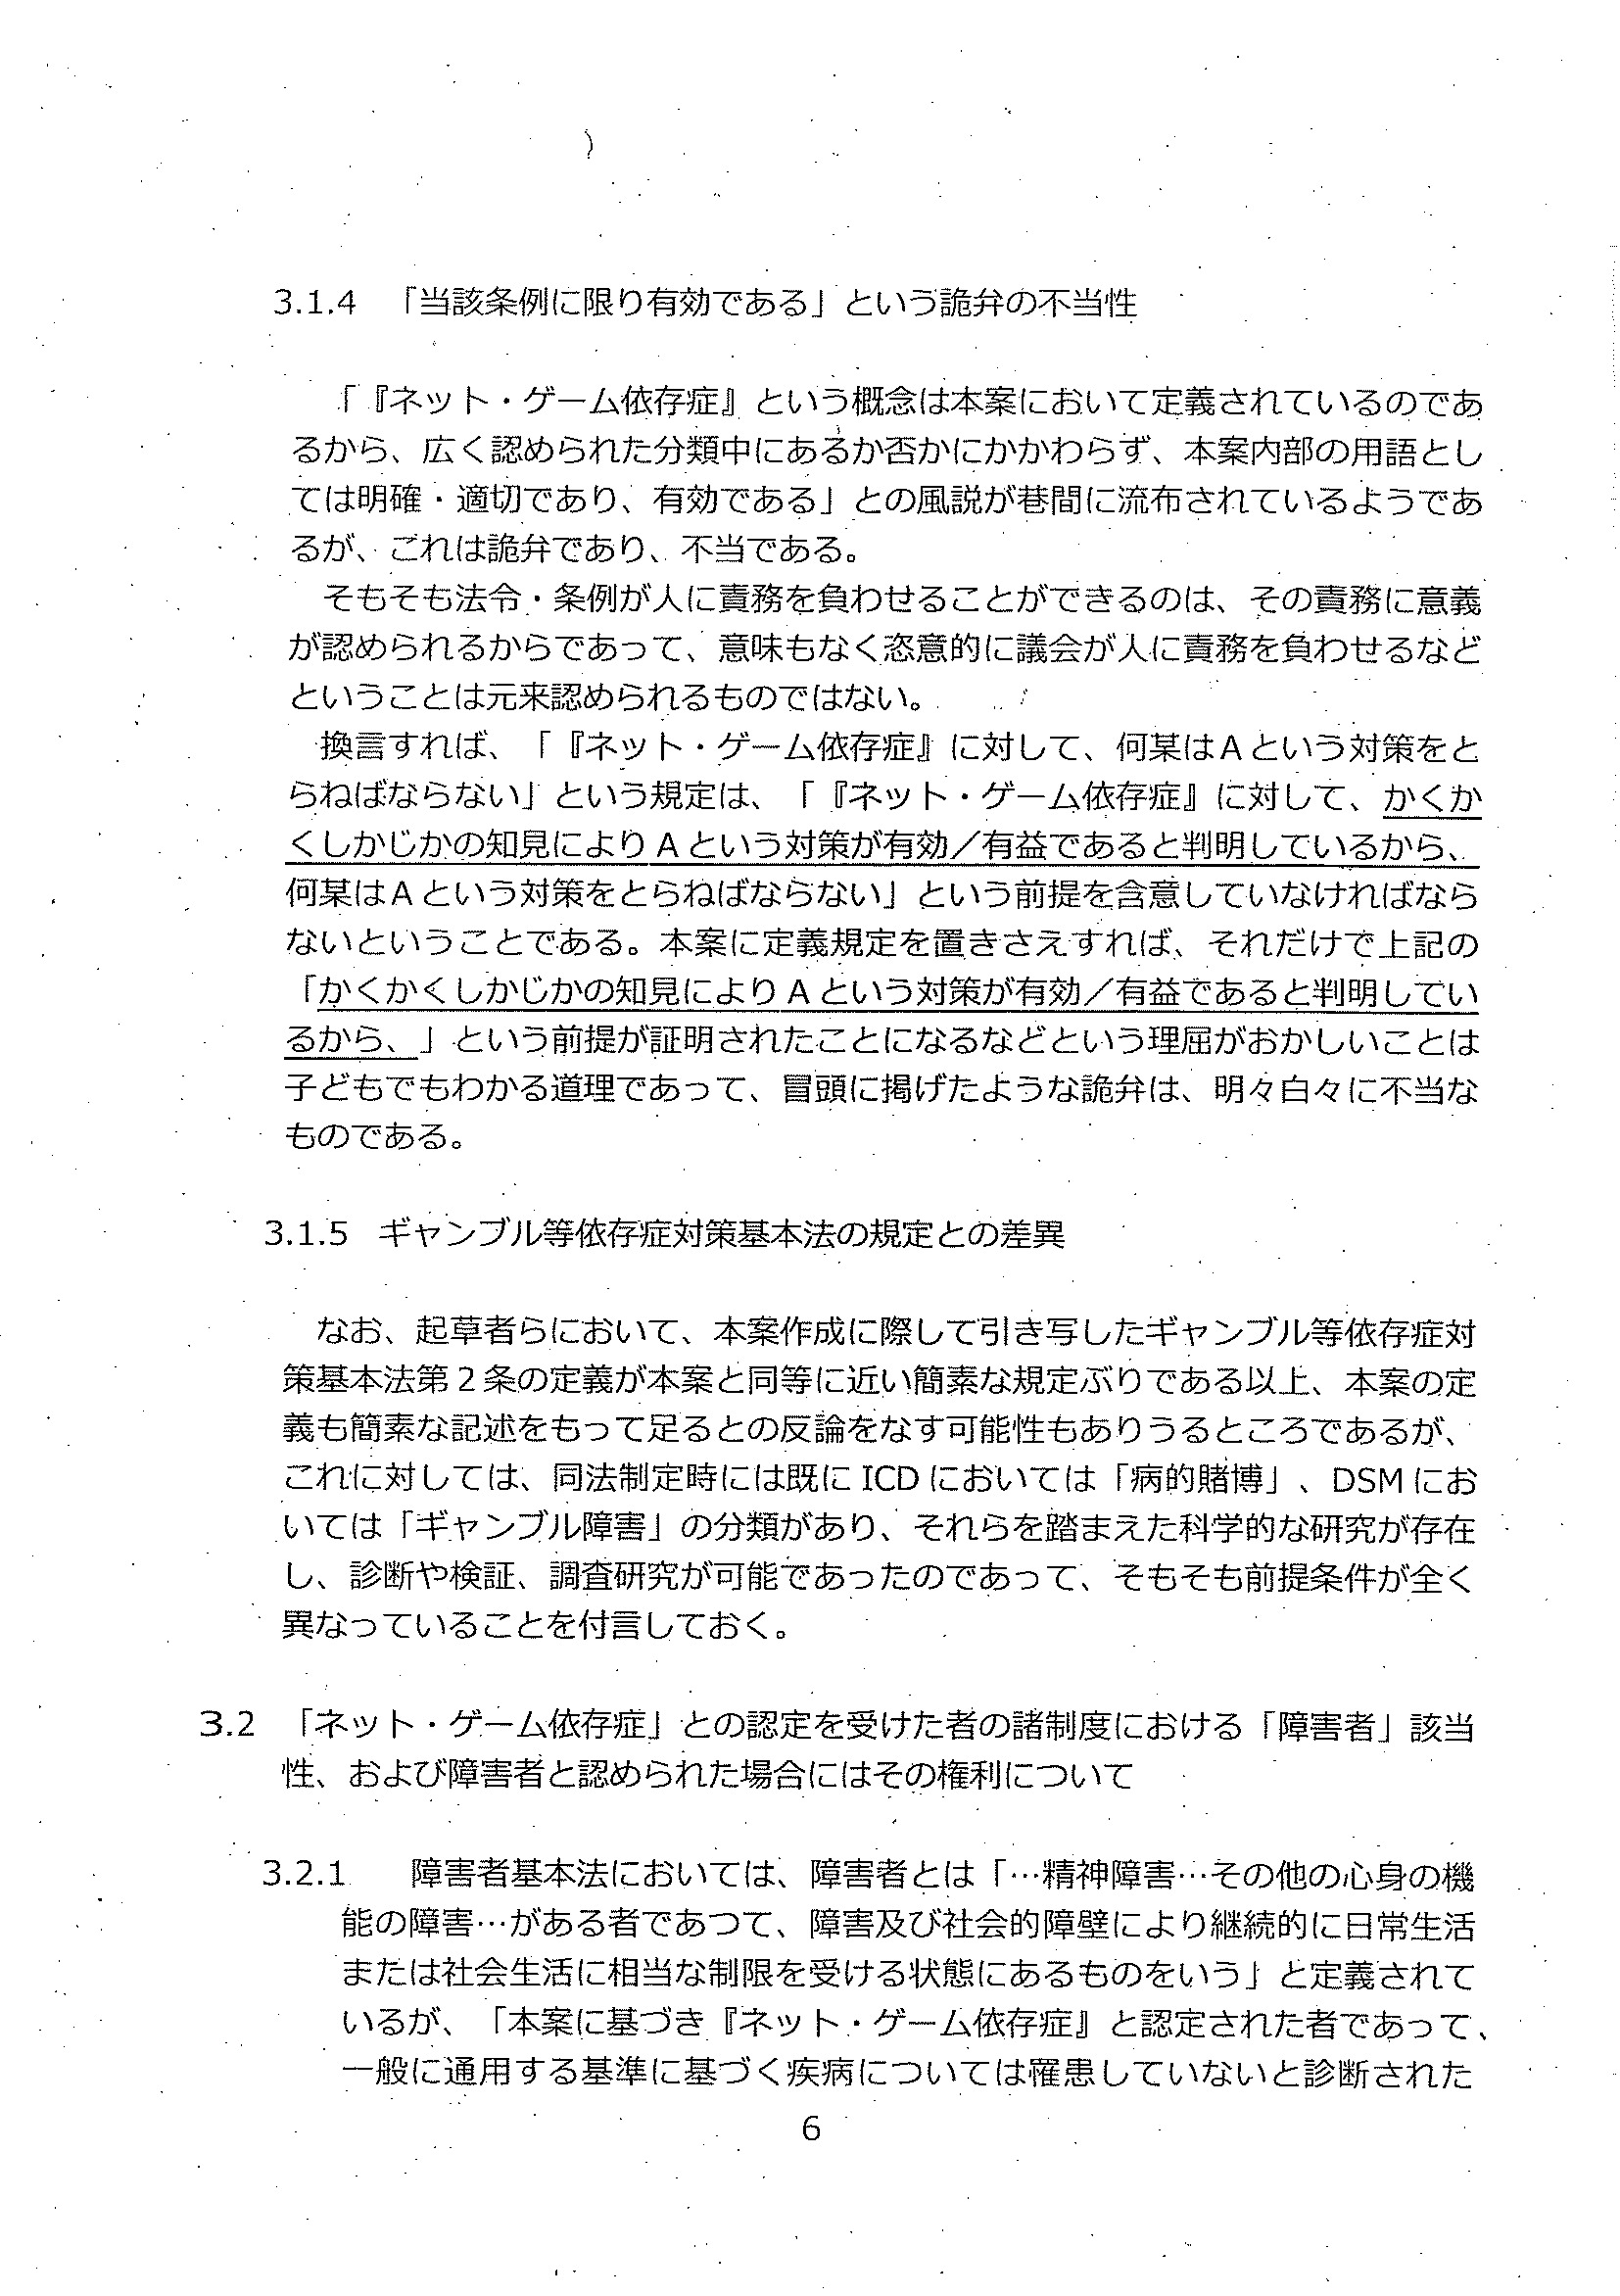 3.1.4 「当該条例に限り有効である」という詭弁の不当性
「『ネット・ゲーム依存症』という概念は本案において定義されているのであ
るから、広く認められた分類中にあるか否かにかかわらず、本案内部の用語とし
ては明確・適切であり、有効である」との風説が巷間に流布されているようであ
るが、これは詭弁であり、不当である。
そもそも法令・条例が人に責務を負わせることができるのは、その責務に意義
が認められるからであって、意味もなく恣意的に議会が人に責務を負わせるなど
ということは元来認められるものではない。
換言すれば、「『ネット・ゲーム依存症』に対して、何某はAという対策をと
らねばならない」という規定は、「『ネット・ゲーム依存症』に対して、かくか
くしかじかの知見によりAという対策が有効/有益であると判明しているから、
何某はAという対策をとらねばならない」という前提を含意していなければなら
ないということである。本案に定義規定を置きさえすれば、それだけで上記の
「かくかくしかじかの知見によりAという対策が有効/有益であると判明してい
るから、」という前提が証明されたことになるなどという理屈がおかしいことは
子どもでもわかる道理であって、冒頭に掲げたような詭弁は、明々白々に不当な
ものである。
3.1.5 ギャンブル等依存症対策基本法の規定との差異
なお、起草者らにおいて、本案作成に際して引き写したギャンブル等依存症対
策基本法第2条の定義が本案と同等に近い簡素な規定ぶりである以上、本案の定
義も簡素な記述をもって足るとの反論をなす可能性もありうるところであるが、
これに対しては、同法制定時には既にICDにおいては「病的賭博」、DSMにお
いては「ギャンブル障害」の分類があり、それらを踏まえた科学的な研究が存在
し、診断や検証、調査研究が可能であったのであって、そもそも前提条件が全く
異なっていることを付言しておく。
3.2 「ネット・ゲーム依存症」との認定を受けた者の諸制度における「障害者」該当
性、および障害者と認められた場合にはその権利について
3.2.1 障害者基本法においては、障害者とは「…精神障害…その他の心身の機
能の障害…がある者であつて、障害及び社会的障壁により継続的に日常生活
または社会生活に相当な制限を受ける状態にあるものをいう」と定義されて
いるが、「本案に基づき『ネット・ゲーム依存症』と認定された者であって、
一般に通用する基準に基づく疾病については罹患していないと診断された
6